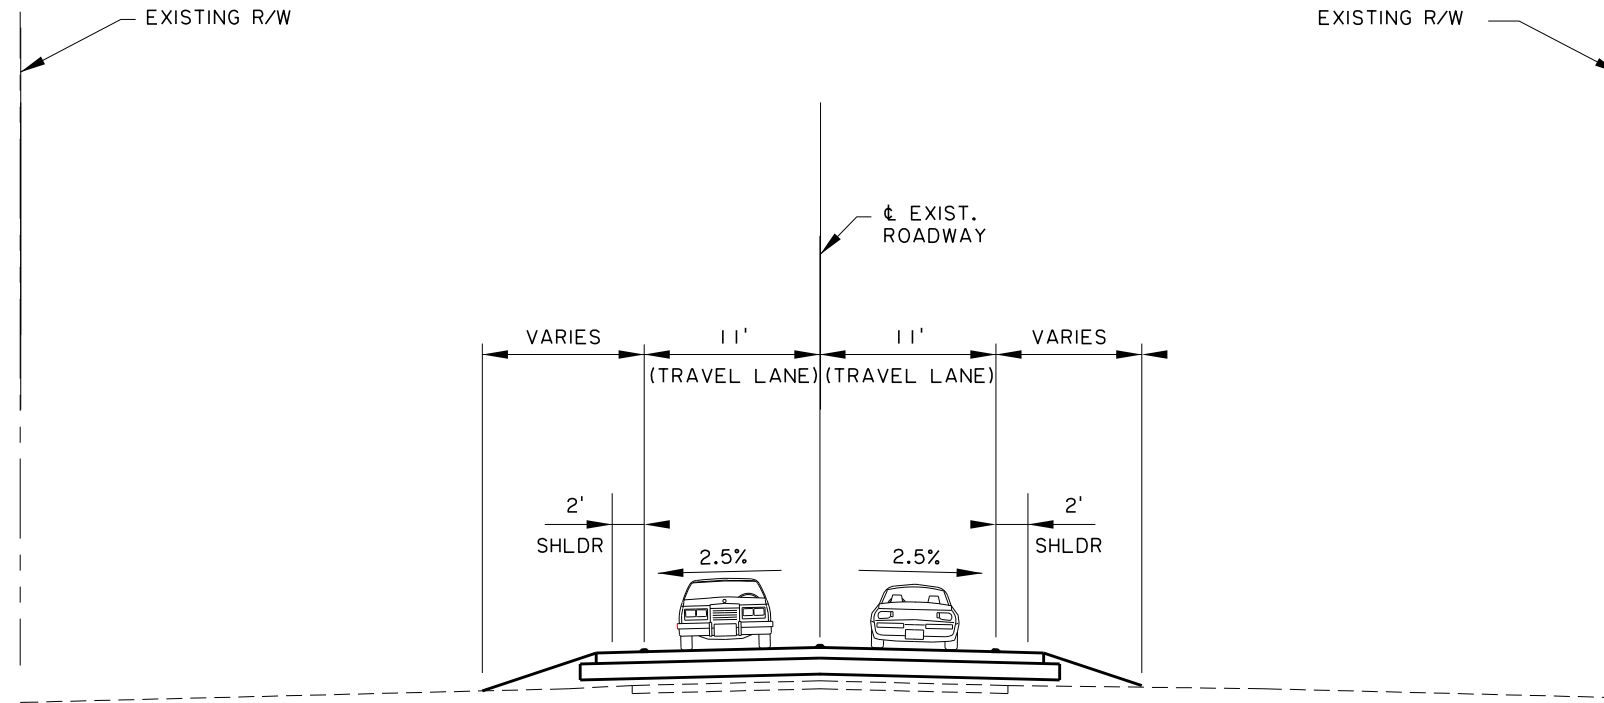 EXISTING R/W
EXISTING R/W
℄ EXIST.
ROADWAY
VARIES
11'
11'
VARIES
(TRAVEL LANE)
(TRAVEL LANE)
2'
2'
SHLDR
SHLDR
2.5%
2.5%